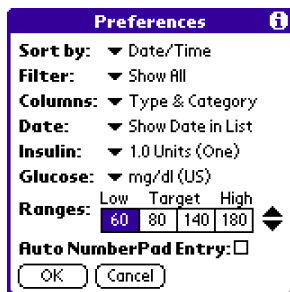 Preferences i
Sort by: Date/Time
Filter: Show All
Columns: Type & Category
Date: Show Date in List
Insulin: 1.0 Units (One)
Glucose: mg/dl (US)
Low Target High
Ranges: 60 80 140 180
Auto NumberPad Entry:
OK Cancel